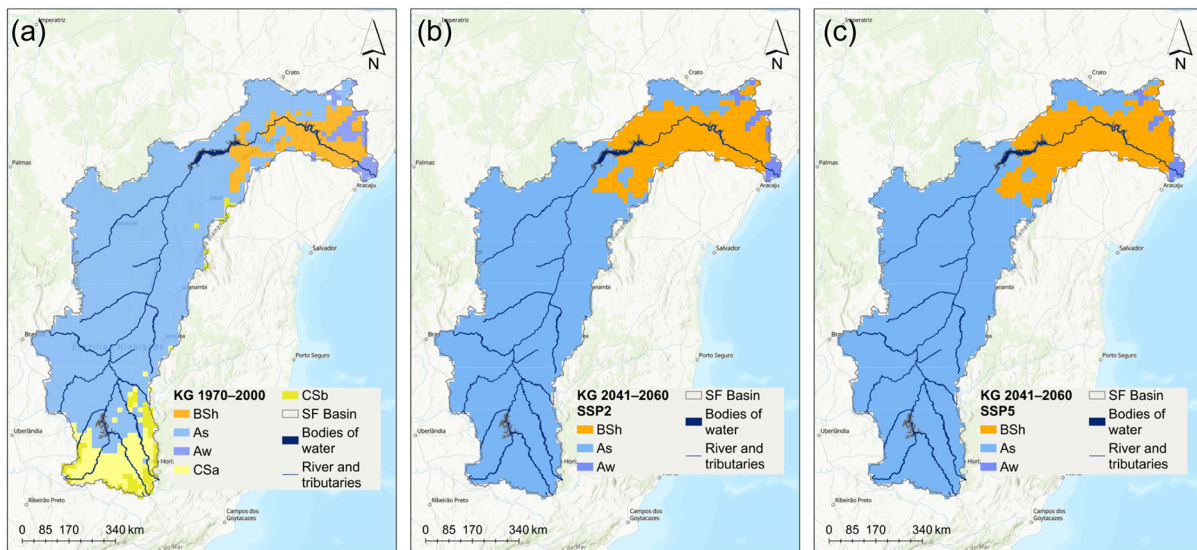 (a)
Imperatriz
N
Crato
Palmas
Aracaju
Salvador
Brazilian Highlands
Porto Seguro
KG 1970–2000
BSh
As
Aw
CSa
CSb
SF Basin
Bodies of
water
River and
tributaries
Uberlândia
Ribeirão Preto
Campos dos
Goytacazes
0 85 170 340 km
(b)
Imperatriz
N
Crato
Palmas
Aracaju
Salvador
Porto Seguro
KG 2041–2060
SSP2
BSh
As
Aw
SF Basin
Bodies of
water
River and
tributaries
Uberlândia
Ribeirão Preto
Campos dos
Goytacazes
0 85 170 340 km
(c)
Imperatriz
N
Crato
Palmas
Aracaju
Salvador
Porto Seguro
KG 2041–2060
SSP5
BSh
As
Aw
SF Basin
Bodies of
water
River and
tributaries
Uberlândia
Ribeirão Preto
Campos dos
Goytacazes
0 85 170 340 km